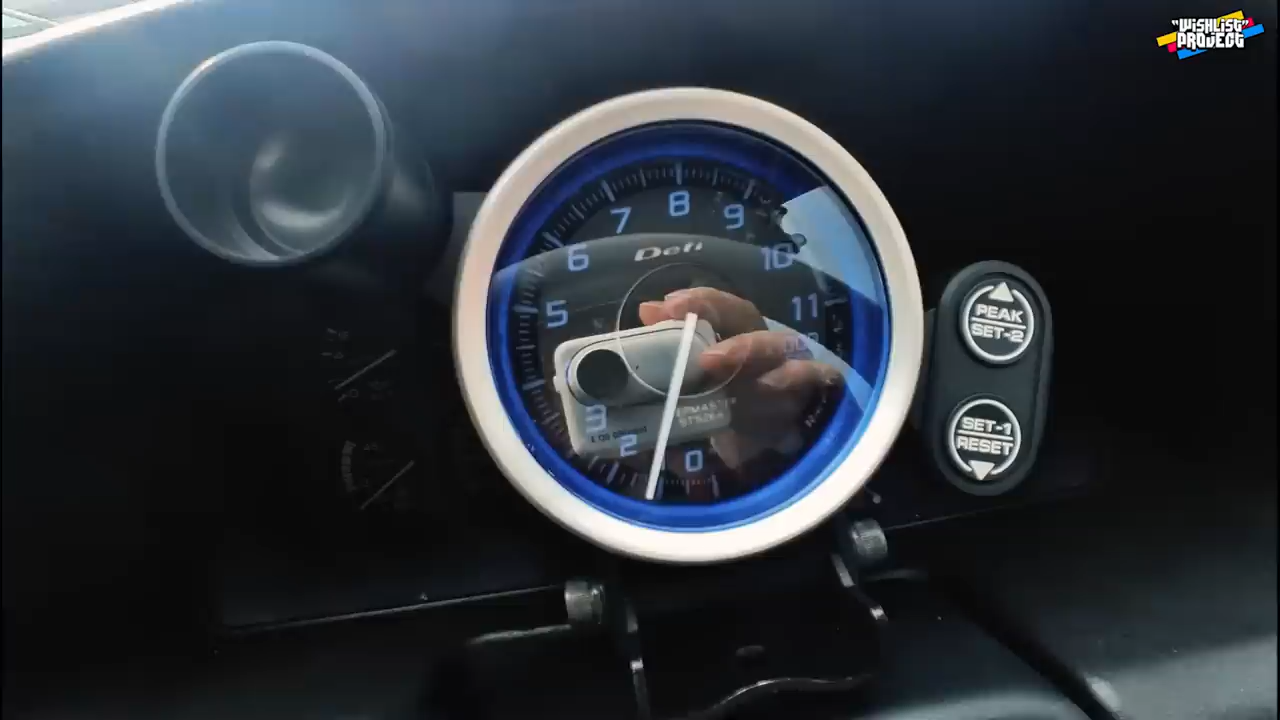 "WISHLIST"
PROJECT
8
7
9
6
Defi
10
5
11
3
2
0
PEAK
SET-2
SET-1
RESET